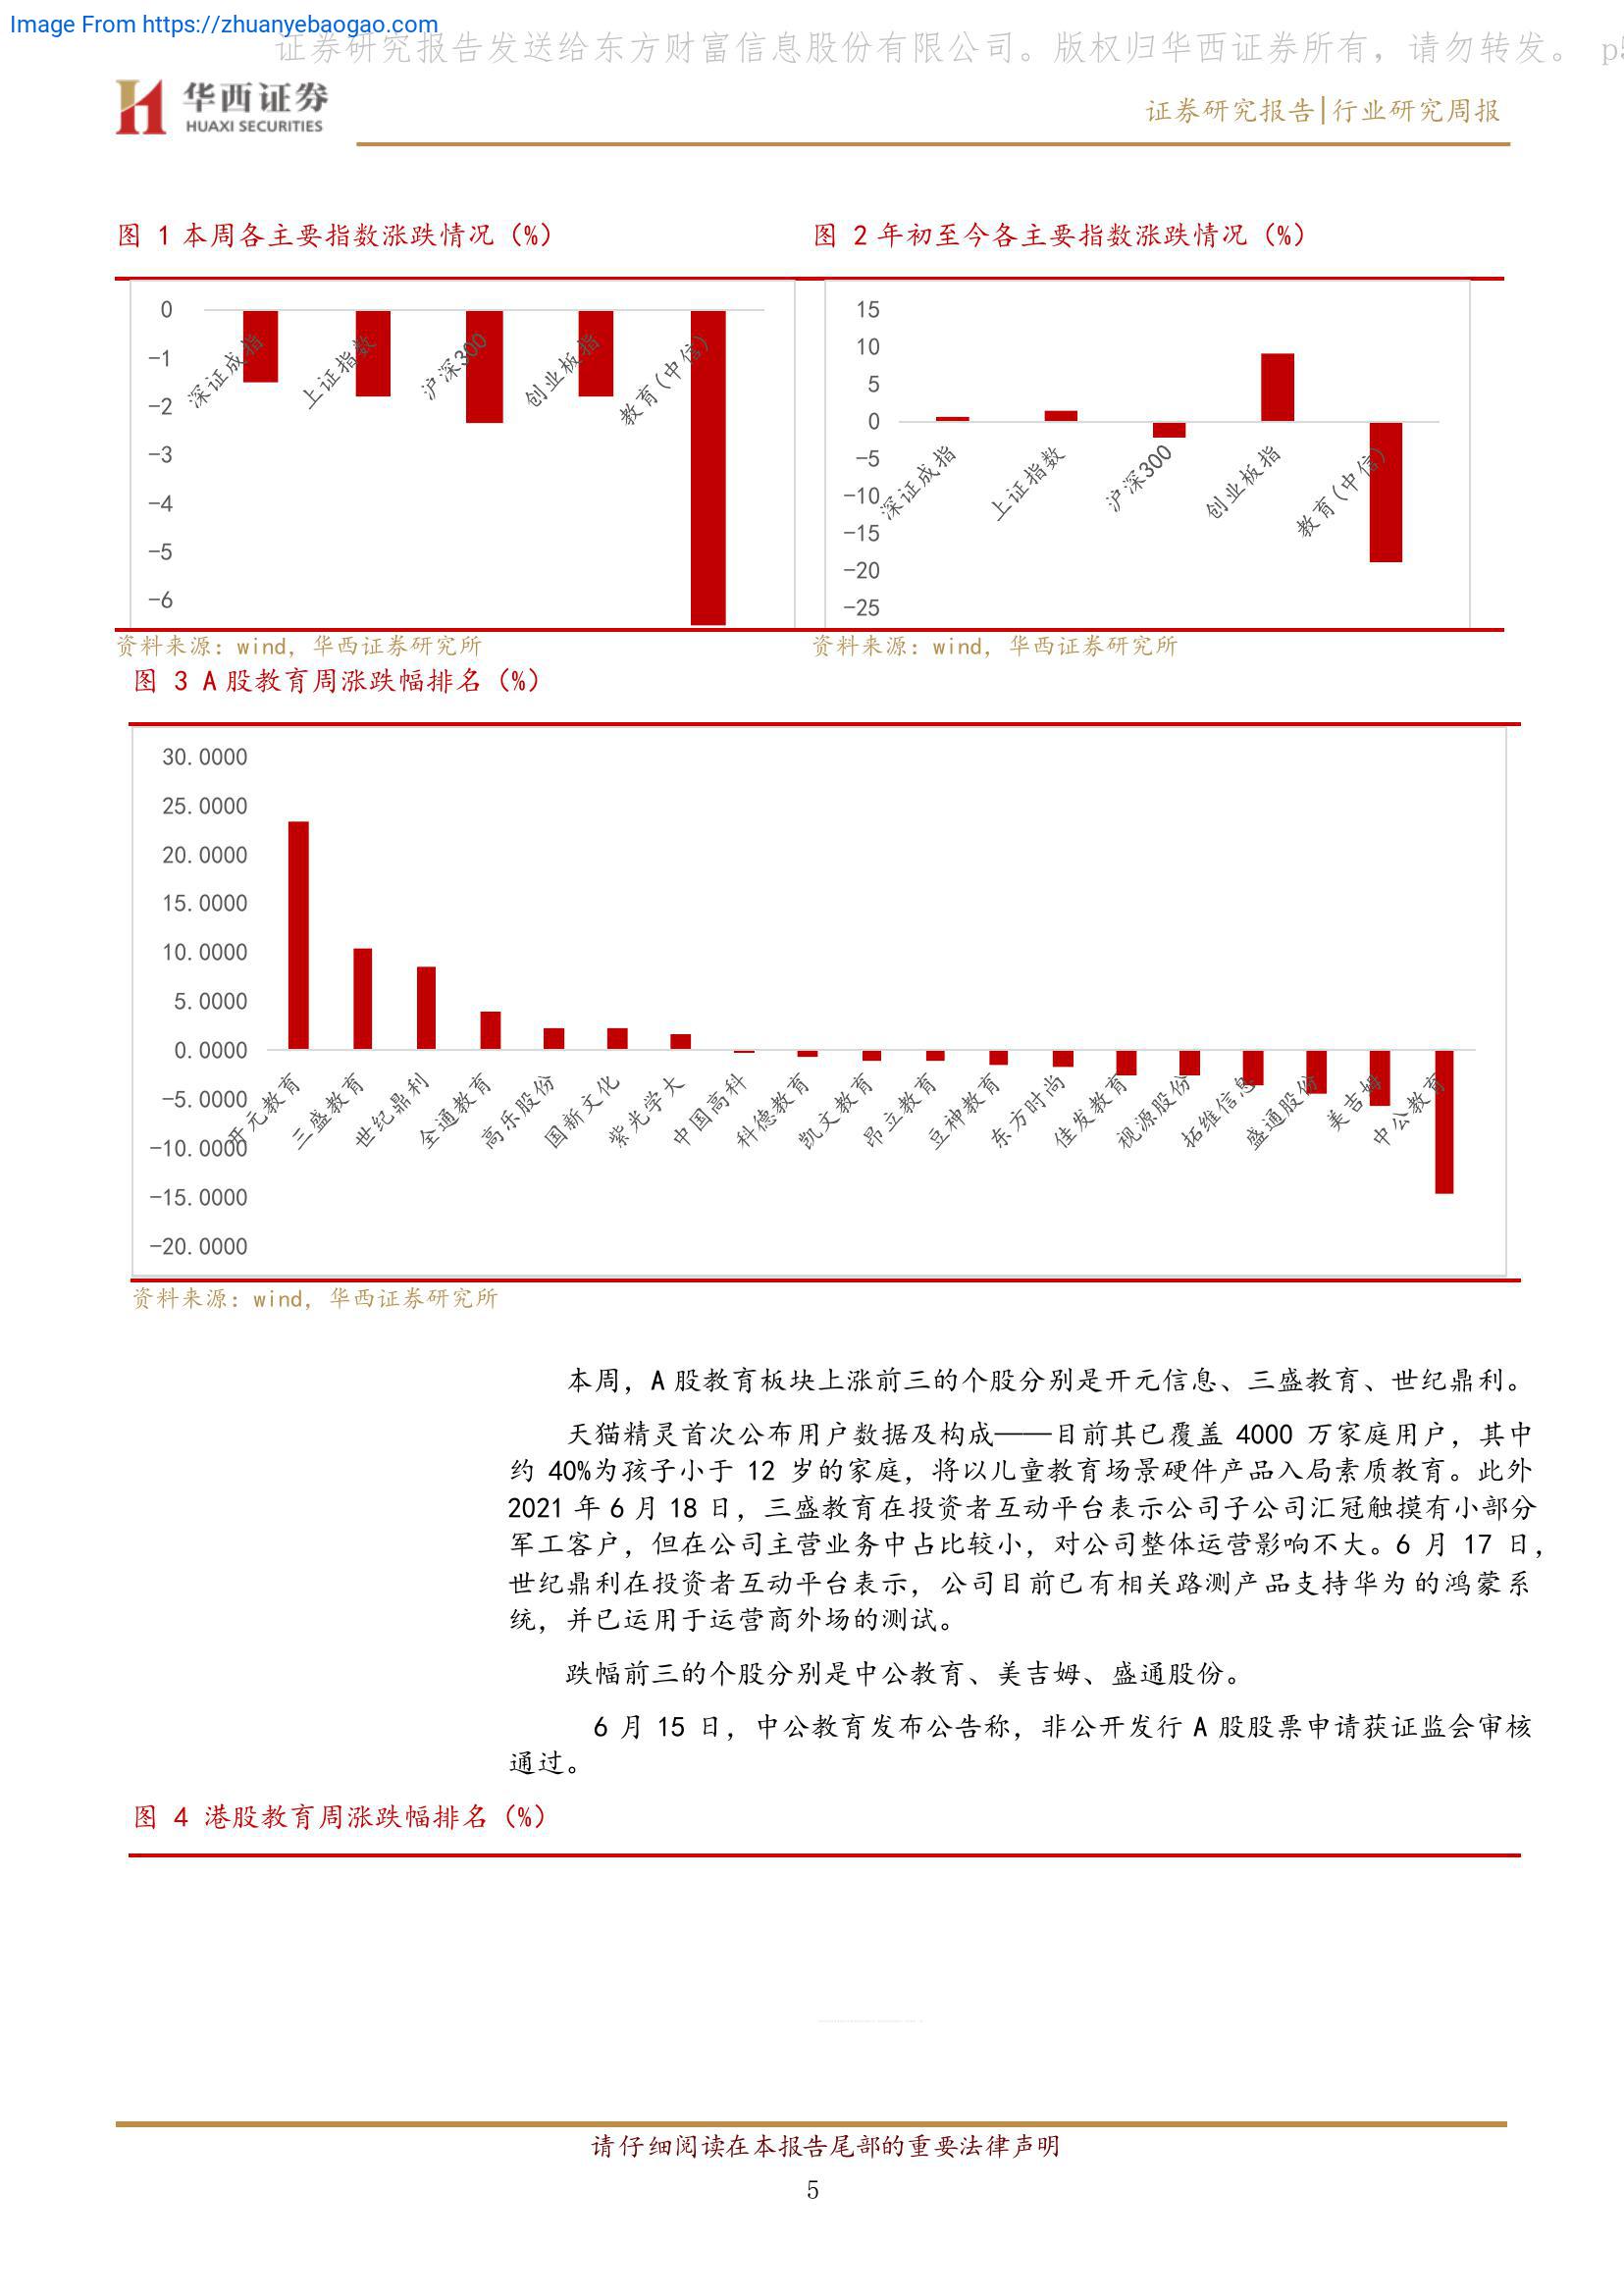 Image From https://zhuanyebaogao.com
证券研究报告发送给东方财富信息股份有限公司。版权归华西证券所有，请勿转发。 p5
华西证券
HUAXI SECURITIES
证券研究报告|行业研究周报
图 1 本周各主要指数涨跌情况（%）
图 2 年初至今各主要指数涨跌情况（%）
0
-1
-2
-3
-4
-5
-6
深证成指
上证指数
沪深300
创业板指
教育(中信)
15
10
5
0
-5
-10
-15
-20
-25
深证成指
上证指数
沪深300
创业板指
教育(中信)
资料来源：wind，华西证券研究所
资料来源：wind，华西证券研究所
图 3 A 股教育周涨跌幅排名（%）
30.0000
25.0000
20.0000
15.0000
10.0000
5.0000
0.0000
-5.0000
-10.0000
-15.0000
-20.0000
开元教育
三盛教育
世纪鼎利
全通教育
高乐股份
国新文化
紫光学大
中国高科
科德教育
凯文教育
昂立教育
豆神教育
东方时尚
佳发教育
视源股份
拓维信息
盛通股份
美吉姆
中公教育
资料来源：wind，华西证券研究所
本周，A 股教育板块上涨前三的个股分别是开元信息、三盛教育、世纪鼎利。
天猫精灵首次公布用户数据及构成——目前其已覆盖 4000 万家庭用户，其中
约 40%为孩子小于 12 岁的家庭，将以儿童教育场景硬件产品入局素质教育。此外
2021 年 6 月 18 日，三盛教育在投资者互动平台表示公司子公司汇冠触摸有小部分
军工客户，但在公司主营业务中占比较小，对公司整体运营影响不大。6 月 17 日，
世纪鼎利在投资者互动平台表示，公司目前已有相关路测产品支持华为的鸿蒙系
统，并已运用于运营商外场的测试。
跌幅前三的个股分别是中公教育、美吉姆、盛通股份。
6 月 15 日，中公教育发布公告称，非公开发行 A 股股票申请获证监会审核
通过。
图 4 港股教育周涨跌幅排名（%）
请仔细阅读在本报告尾部的重要法律声明
5